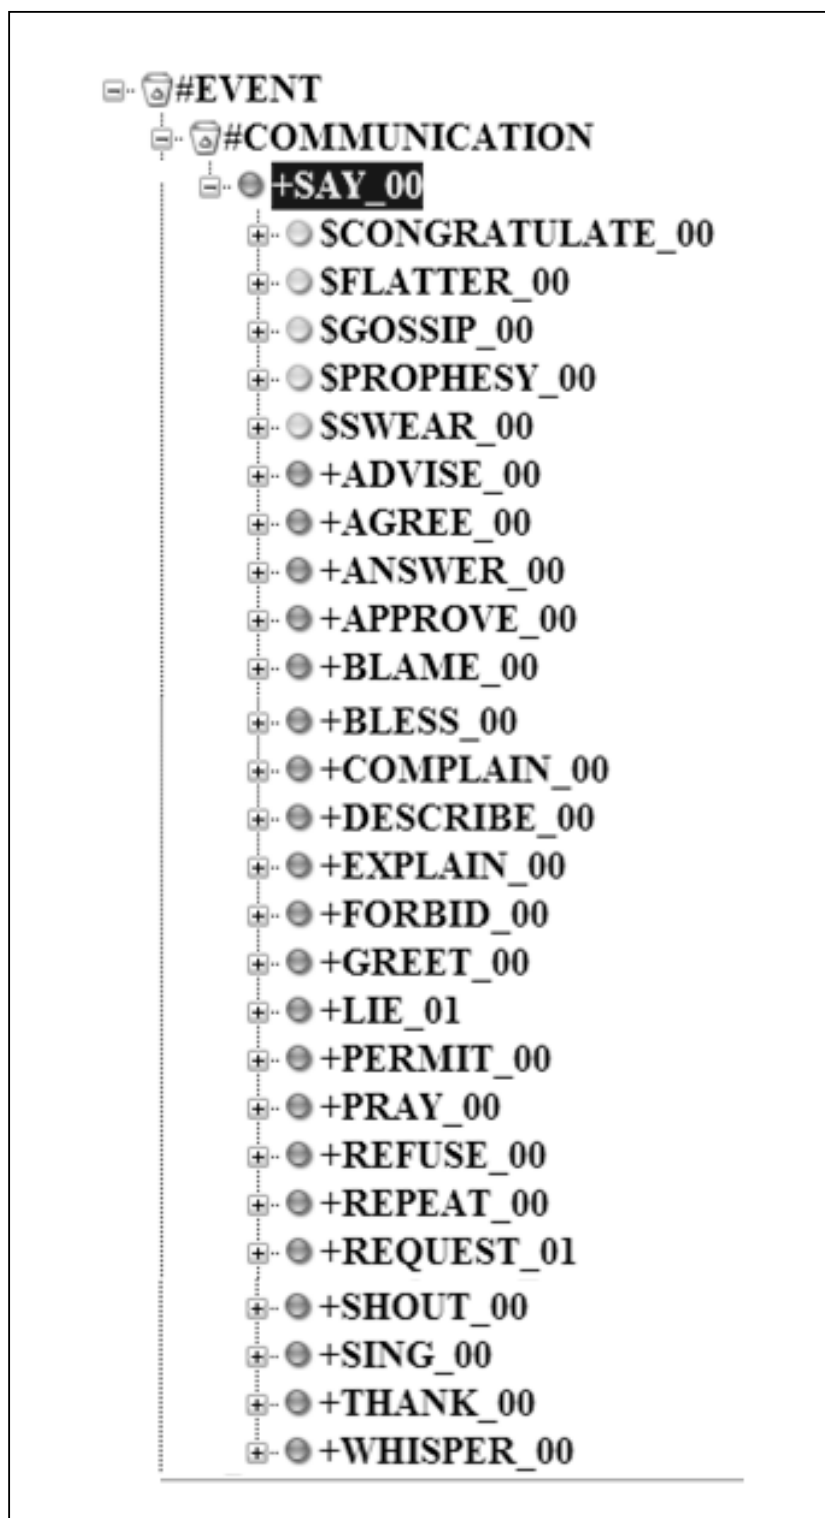 #EVENT
#COMMUNICATION
+SAY_00
$CONGRATULATE_00
$FLATTER_00
$GOSSIP_00
$PROPHESY_00
$SWEAR_00
+ADVISE_00
+AGREE_00
+ANSWER_00
+APPROVE_00
+BLAME_00
+BLESS_00
+COMPLAIN_00
+DESCRIBE_00
+EXPLAIN_00
+FORBID_00
+GREET_00
+LIE_01
+PERMIT_00
+PRAY_00
+REFUSE_00
+REPEAT_00
+REQUEST_01
+SHOUT_00
+SING_00
+THANK_00
+WHISPER_00